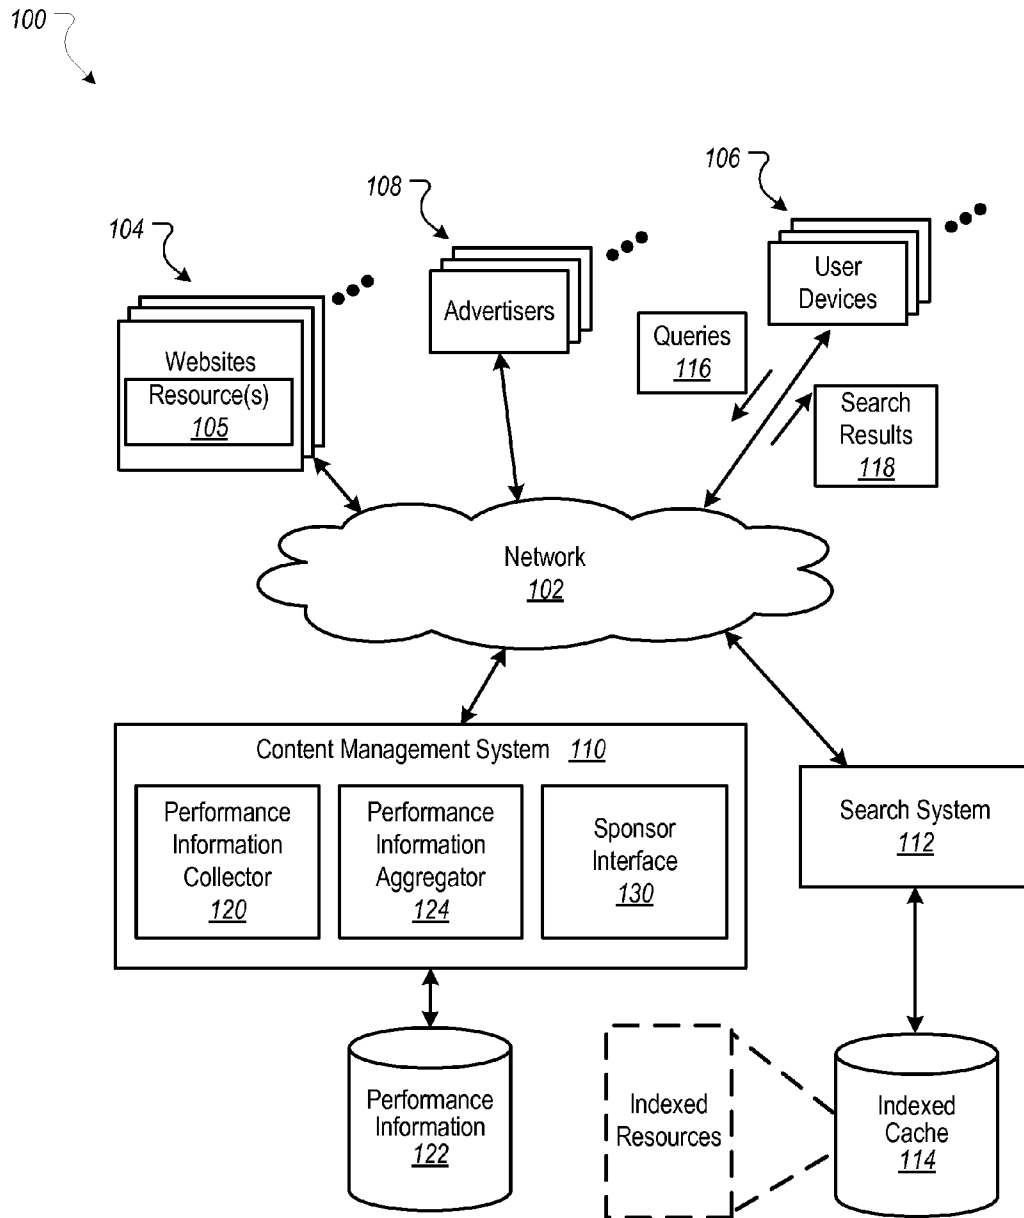 100
106
108
104
User
Devices
Advertisers
Queries
116
Websites
Resource(s)
105
Search
Results
118
Network
102
Content Management System 110
Performance
Information
Collector
120
Performance
Information
Aggregator
124
Sponsor
Interface
130
Search System
112
Performance
Information
122
Indexed
Resources
Indexed
Cache
114